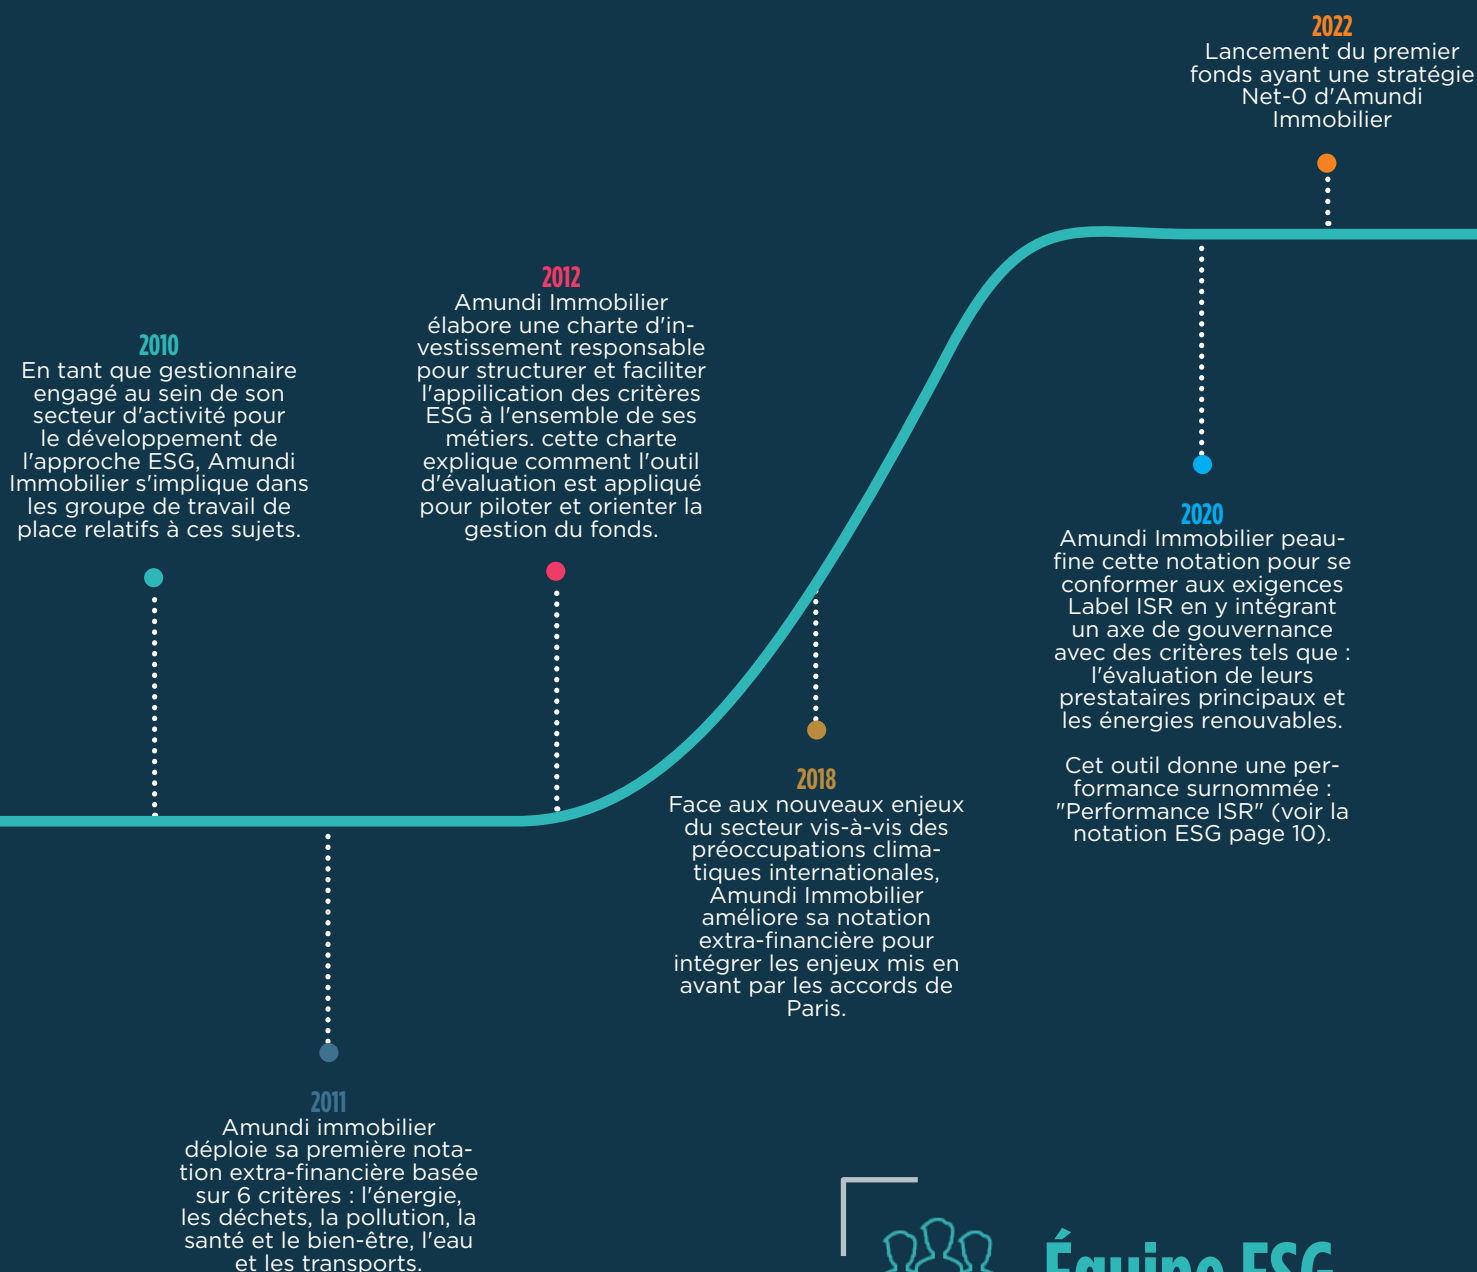 2022
Lancement du premier
fonds ayant une stratégie
Net-0 d'Amundi
Immobilier
2010
En tant que gestionnaire
engagé au sein de son
secteur d'activité pour
le développement de
l'approche ESG, Amundi
Immobilier s'implique dans
les groupe de travail de
place relatifs à ces sujets.
2012
Amundi Immobilier
élabore une charte d'in-
vestissement responsable
pour structurer et faciliter
l'appilication des critères
ESG à l'ensemble de ses
métiers. cette charte
explique comment l'outil
d'évaluation est appliqué
pour piloter et orienter la
gestion du fonds.
2020
Amundi Immobilier peau-
fine cette notation pour se
conformer aux exigences
Label ISR en y intégrant
un axe de gouvernance
avec des critères tels que :
l'évaluation de leurs
prestataires principaux et
les énergies renouvables.
Cet outil donne une per-
formance surnommée :
"Performance ISR" (voir la
notation ESG page 10).
2018
Face aux nouveaux enjeux
du secteur vis-à-vis des
préoccupations clima-
tiques internationales,
Amundi Immobilier
améliore sa notation
extra-financière pour
intégrer les enjeux mis en
avant par les accords de
Paris.
2011
Amundi immobilier
déploie sa première nota-
tion extra-financière basée
sur 6 critères : l'énergie,
les déchets, la pollution, la
santé et le bien-être, l'eau
et les transports.
Équipe ESG